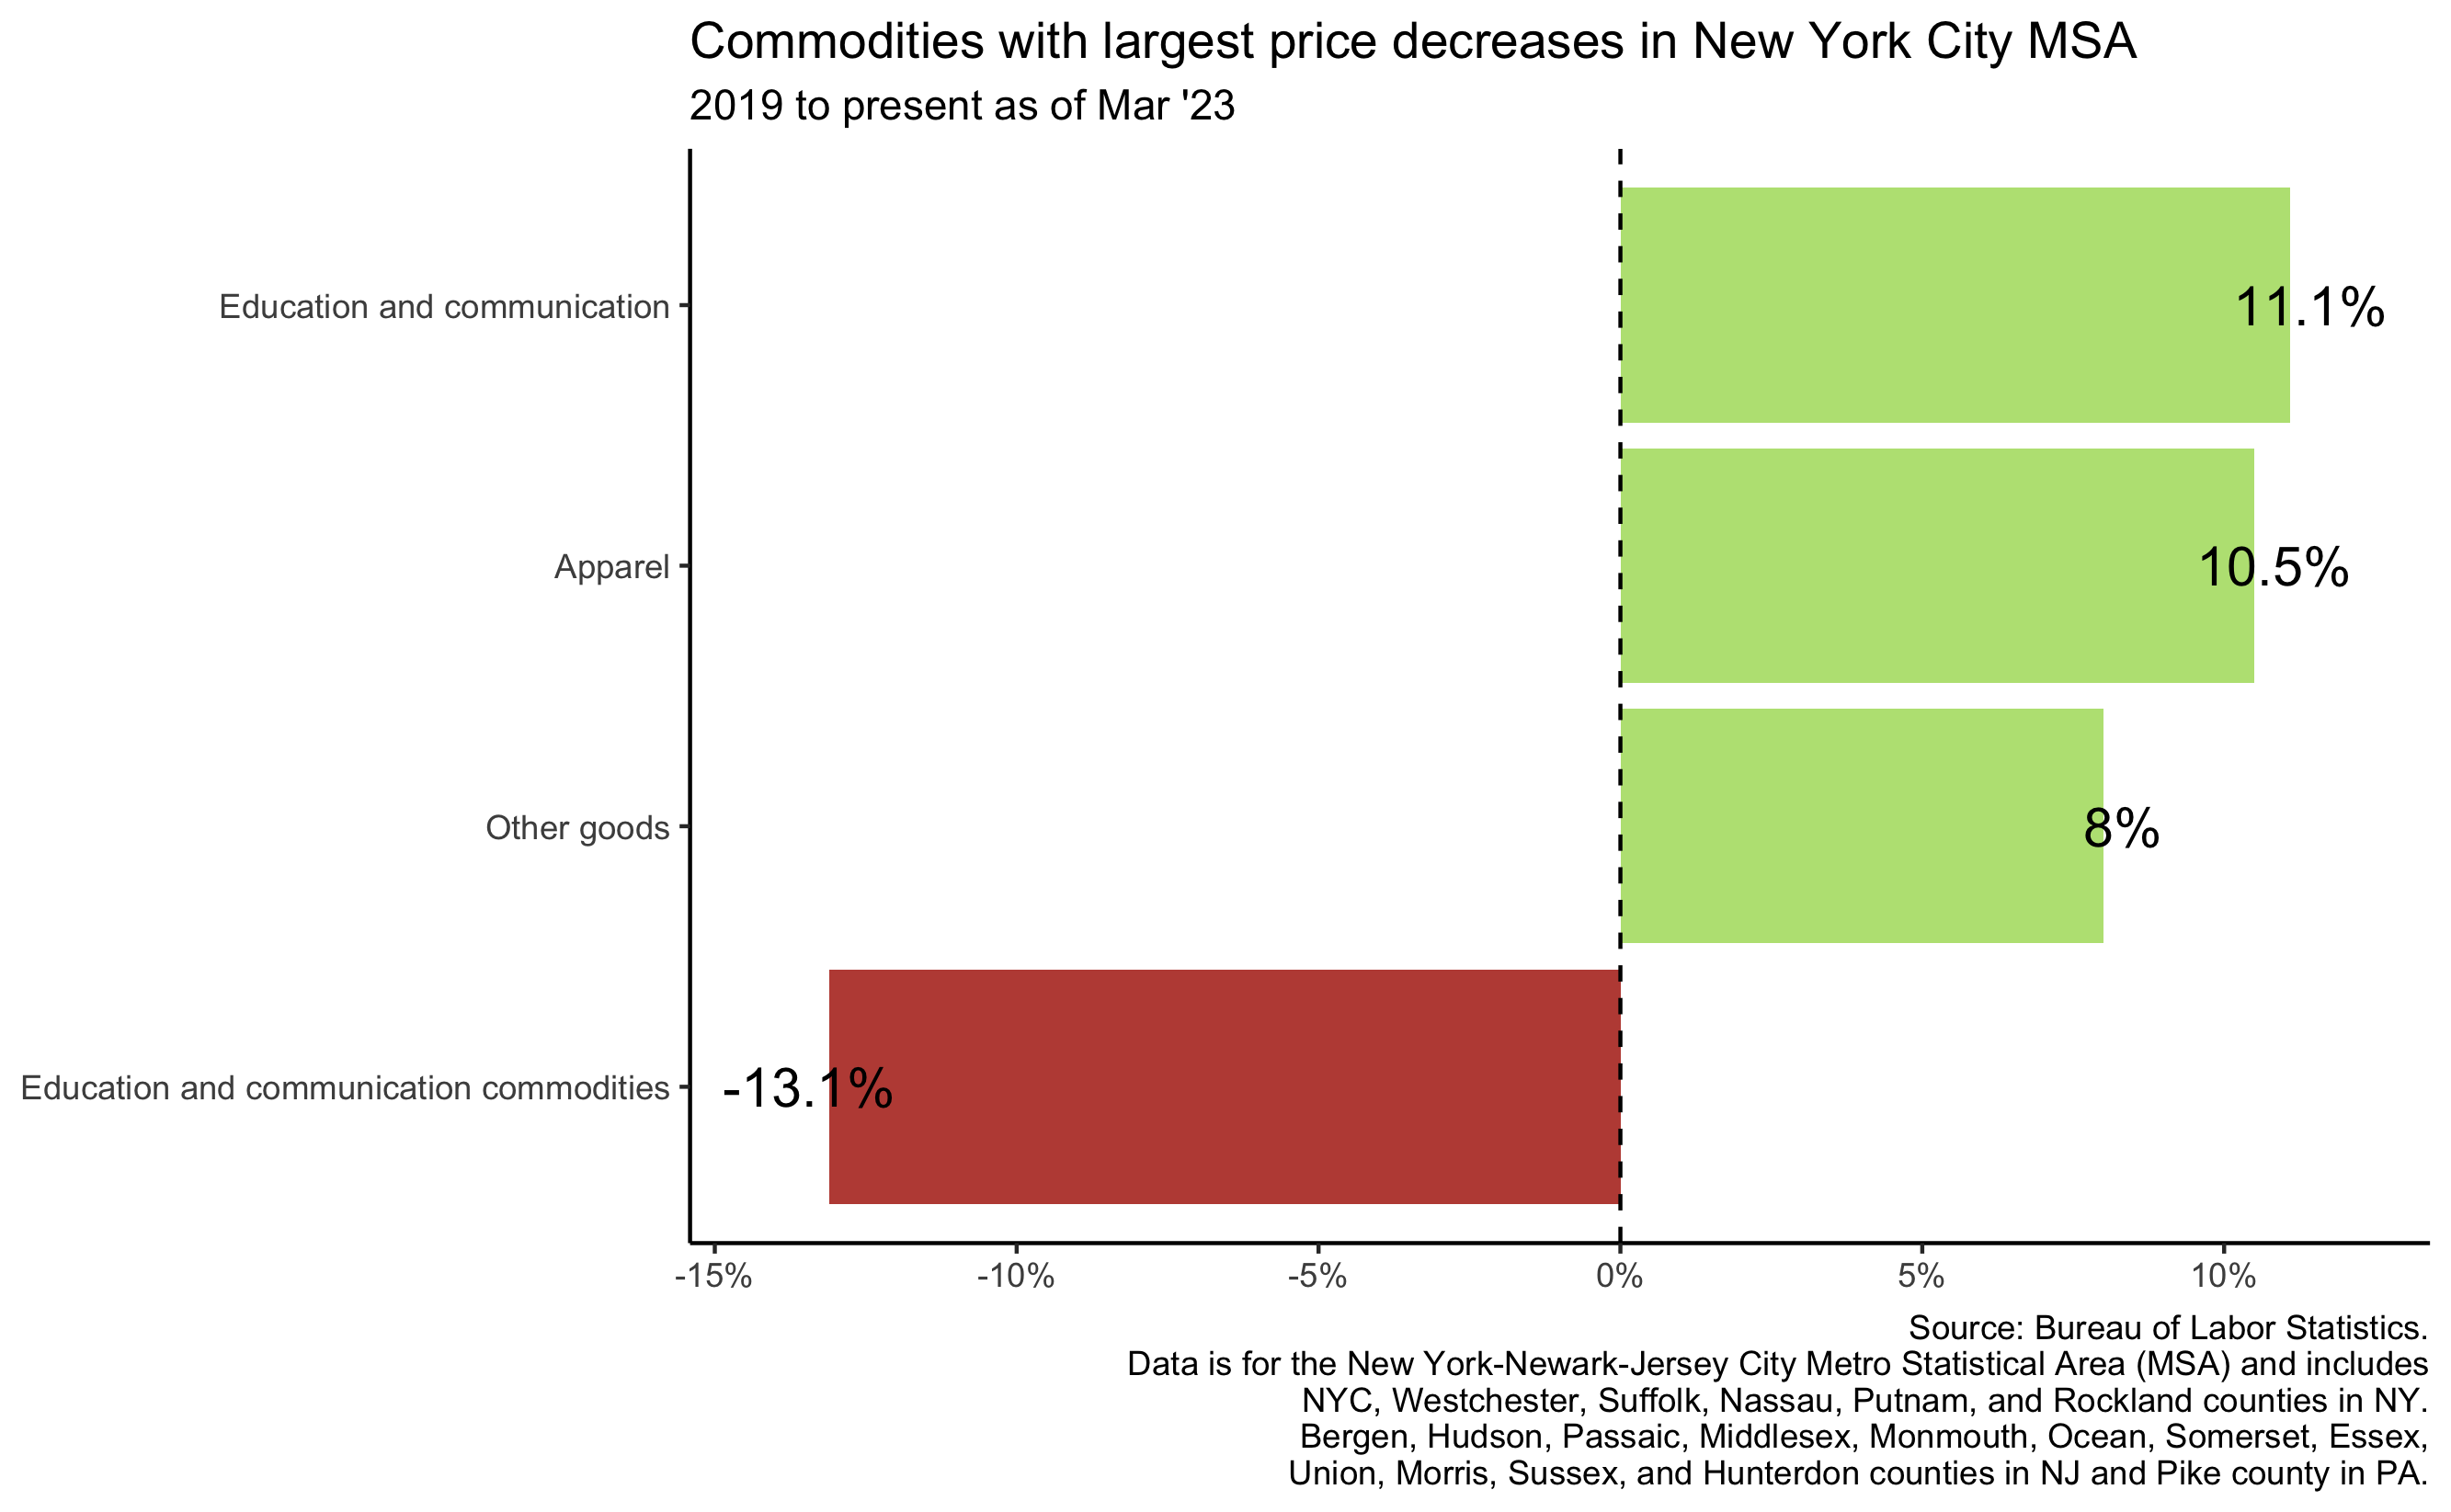 Commodities with largest price decreases in New York City MSA
2019 to present as of Mar '23
Education and communication
11.1%
Apparel
10.5%
Other goods
8%
Education and communication commodities
-13.1%
-15% -10% -5% 0% 5% 10%
Source: Bureau of Labor Statistics.
Data is for the New York-Newark-Jersey City Metro Statistical Area (MSA) and includes
NYC, Westchester, Suffolk, Nassau, Putnam, and Rockland counties in NY.
Bergen, Hudson, Passaic, Middlesex, Monmouth, Ocean, Somerset, Essex,
Union, Morris, Sussex, and Hunterdon counties in NJ and Pike county in PA.